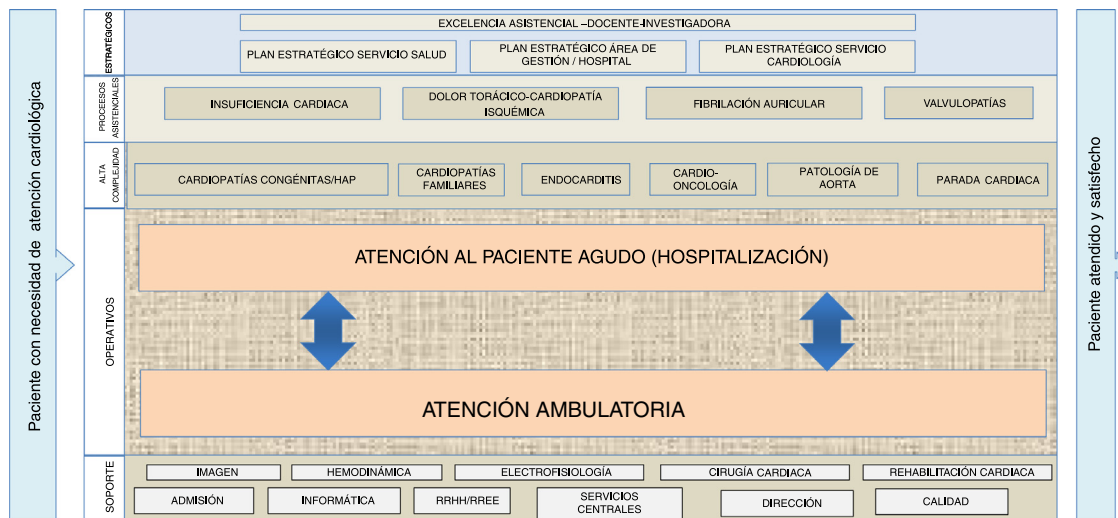 Paciente con necesidad de atención cardiológica
ESTRATÉGICOS
EXCELENCIA ASISTENCIAL –DOCENTE-INVESTIGADORA
PLAN ESTRATÉGICO SERVICIO SALUD
PLAN ESTRATÉGICO ÁREA DE
GESTIÓN / HOSPITAL
PLAN ESTRATÉGICO SERVICIO
CARDIOLOGÍA
PROCEESOS
ASISTENCIALES
INSUFICIENCIA CARDIACA
DOLOR TORÁCICO-CARDIOPATÍA
ISQUÉMICA
FIBRILACIÓN AURICULAR
VALVULOPATÍAS
ALTA
COMPLEJIDAD
CARDIOPATÍAS CONGÉNITAS/HAP
CARDIOPATÍAS
FAMILIARES
ENDOCARDITIS
CARDIO-
ONCOLOGÍA
PATOLOGÍA DE
AORTA
PARADA CARDIACA
OPERATIVOS
ATENCIÓN AL PACIENTE AGUDO (HOSPITALIZACIÓN)
ATENCIÓN AMBULATORIA
SOPORTE
IMAGEN
HEMODINÁMICA
ELECTROFISIOLOGÍA
CIRUGÍA CARDIACA
REHABILITACIÓN CARDIACA
ADMISIÓN
INFORMÁTICA
RRHH/RREE
SERVICIOS
CENTRALES
DIRECCIÓN
CALIDAD
Paciente atendido y satisfecho